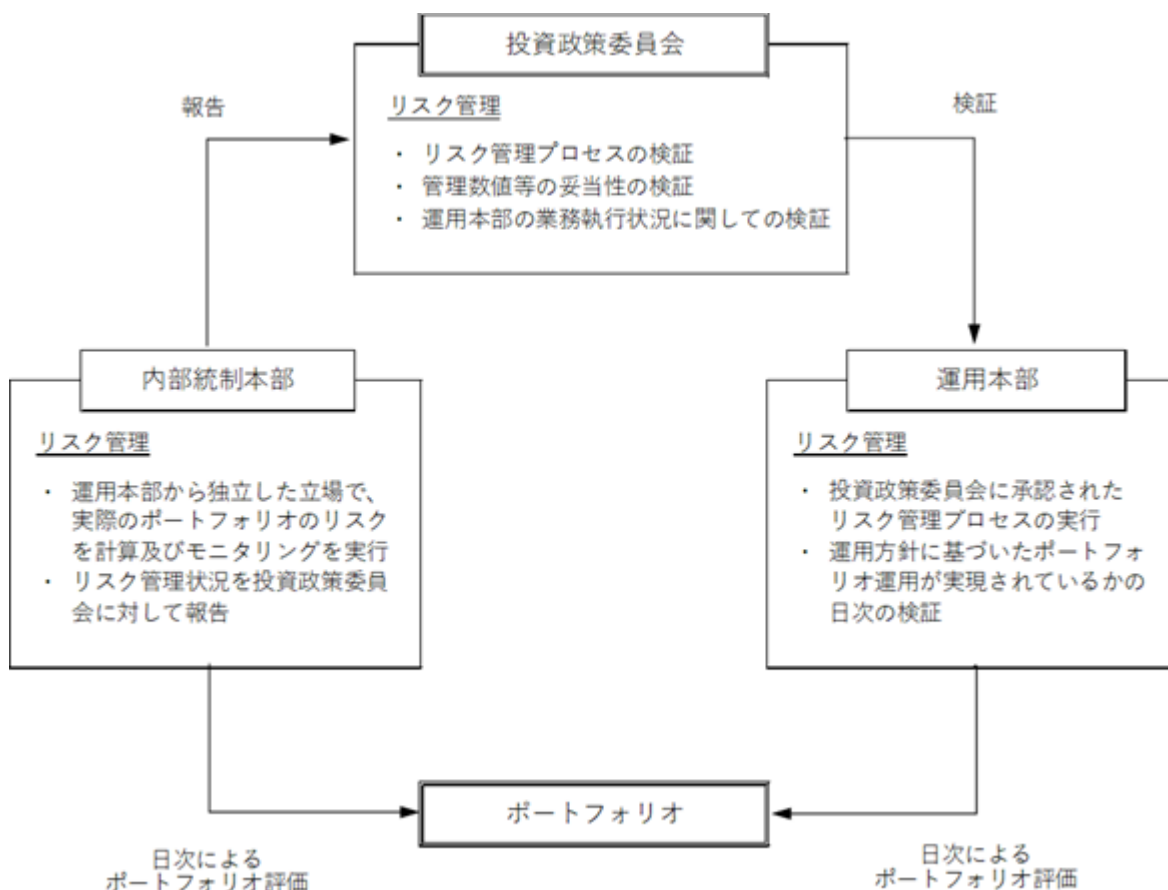 投資政策委員会
報告
検証
リスク管理
・ リスク管理プロセスの検証
・ 管理数値等の妥当性の検証
・ 運用本部の業務執行状況に関しての検証
内部統制本部
リスク管理
・ 運用本部から独立した立場で、
実際のポートフォリオのリスク
を計算及びモニタリングを実行
・ リスク管理状況を投資政策委員
会に対して報告
運用本部
リスク管理
・ 投資政策委員会に承認された
リスク管理プロセスの実行
・ 運用方針に基づいたポートフォ
リオ運用が実現されているかの
日次の検証
ポートフォリオ
日次による
ポートフォリオ評価
日次による
ポートフォリオ評価